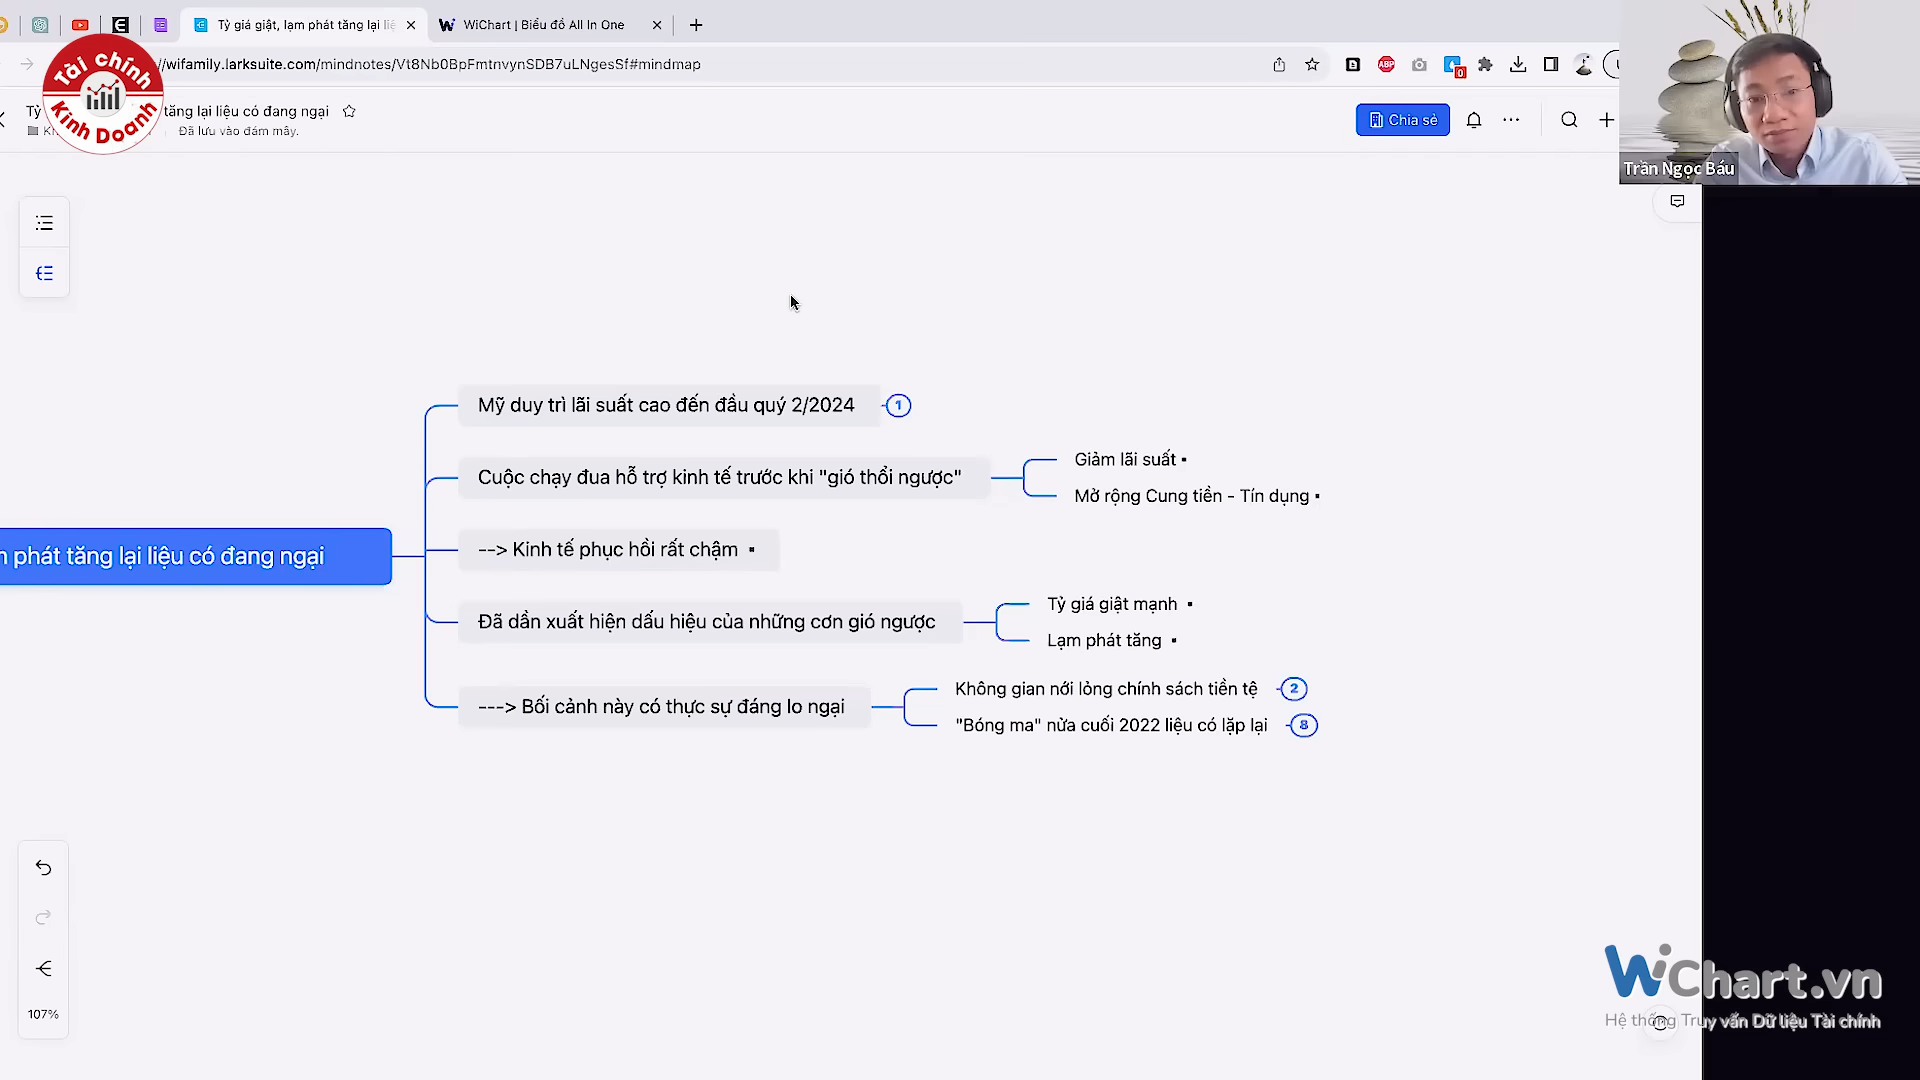 Tỷ giá giật, lạm phát tăng lại liệ
WiChart | Biểu đồ All In One
/wifamily.larksuite.com/mindnotes/Vt8Nb0BpFmtnvynSDB7uLNgesSf#mindmap
ABP
0
Tài chính
Kinh Doanh
Tỷ
tăng lại liệu có đang ngại
Đã lưu vào đám mây.
Chia sẻ
Trần Ngọc Báu
Mỹ duy trì lãi suất cao đến đầu quý 2/2024
1
Cuộc chạy đua hỗ trợ kinh tế trước khi "gió thổi ngược"
Giảm lãi suất
Mở rộng Cung tiền - Tín dụng
phát tăng lại liệu có đang ngại
--> Kinh tế phục hồi rất chậm
Đã dần xuất hiện dấu hiệu của những cơn gió ngược
Tỷ giá giật mạnh
Lạm phát tăng
---> Bối cảnh này có thực sự đáng lo ngại
Không gian nới lỏng chính sách tiền tệ
2
"Bóng ma" nửa cuối 2022 liệu có lặp lại
8
107%
WiChart.vn
Hệ thống Truy vấn Dữ liệu Tài chính